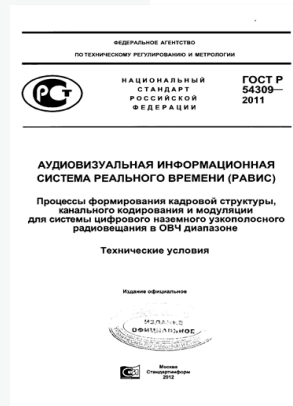 ФЕДЕРАЛЬНОЕ АГЕНТСТВО
ПО ТЕХНИЧЕСКОМУ РЕГУЛИРОВАНИЮ И МЕТРОЛОГИИ
НАЦИОНАЛЬНЫЙ
СТАНДАРТ
РОССИЙСКОЙ
ФЕДЕРАЦИИ
ГОСТ Р
54309—
2011
АУДИОВИЗУАЛЬНАЯ ИНФОРМАЦИОННАЯ
СИСТЕМА РЕАЛЬНОГО ВРЕМЕНИ (РАВИС)
Процессы формирования кадровой структуры,
канального кодирования и модуляции
для системы цифрового наземного узкополосного
радиовещания в ОВЧ диапазоне
Технические условия
Издание официальное
ИЗДАНИЕ
ОФИЦИАЛЬНОЕ
Москва
Стандартинформ
2012